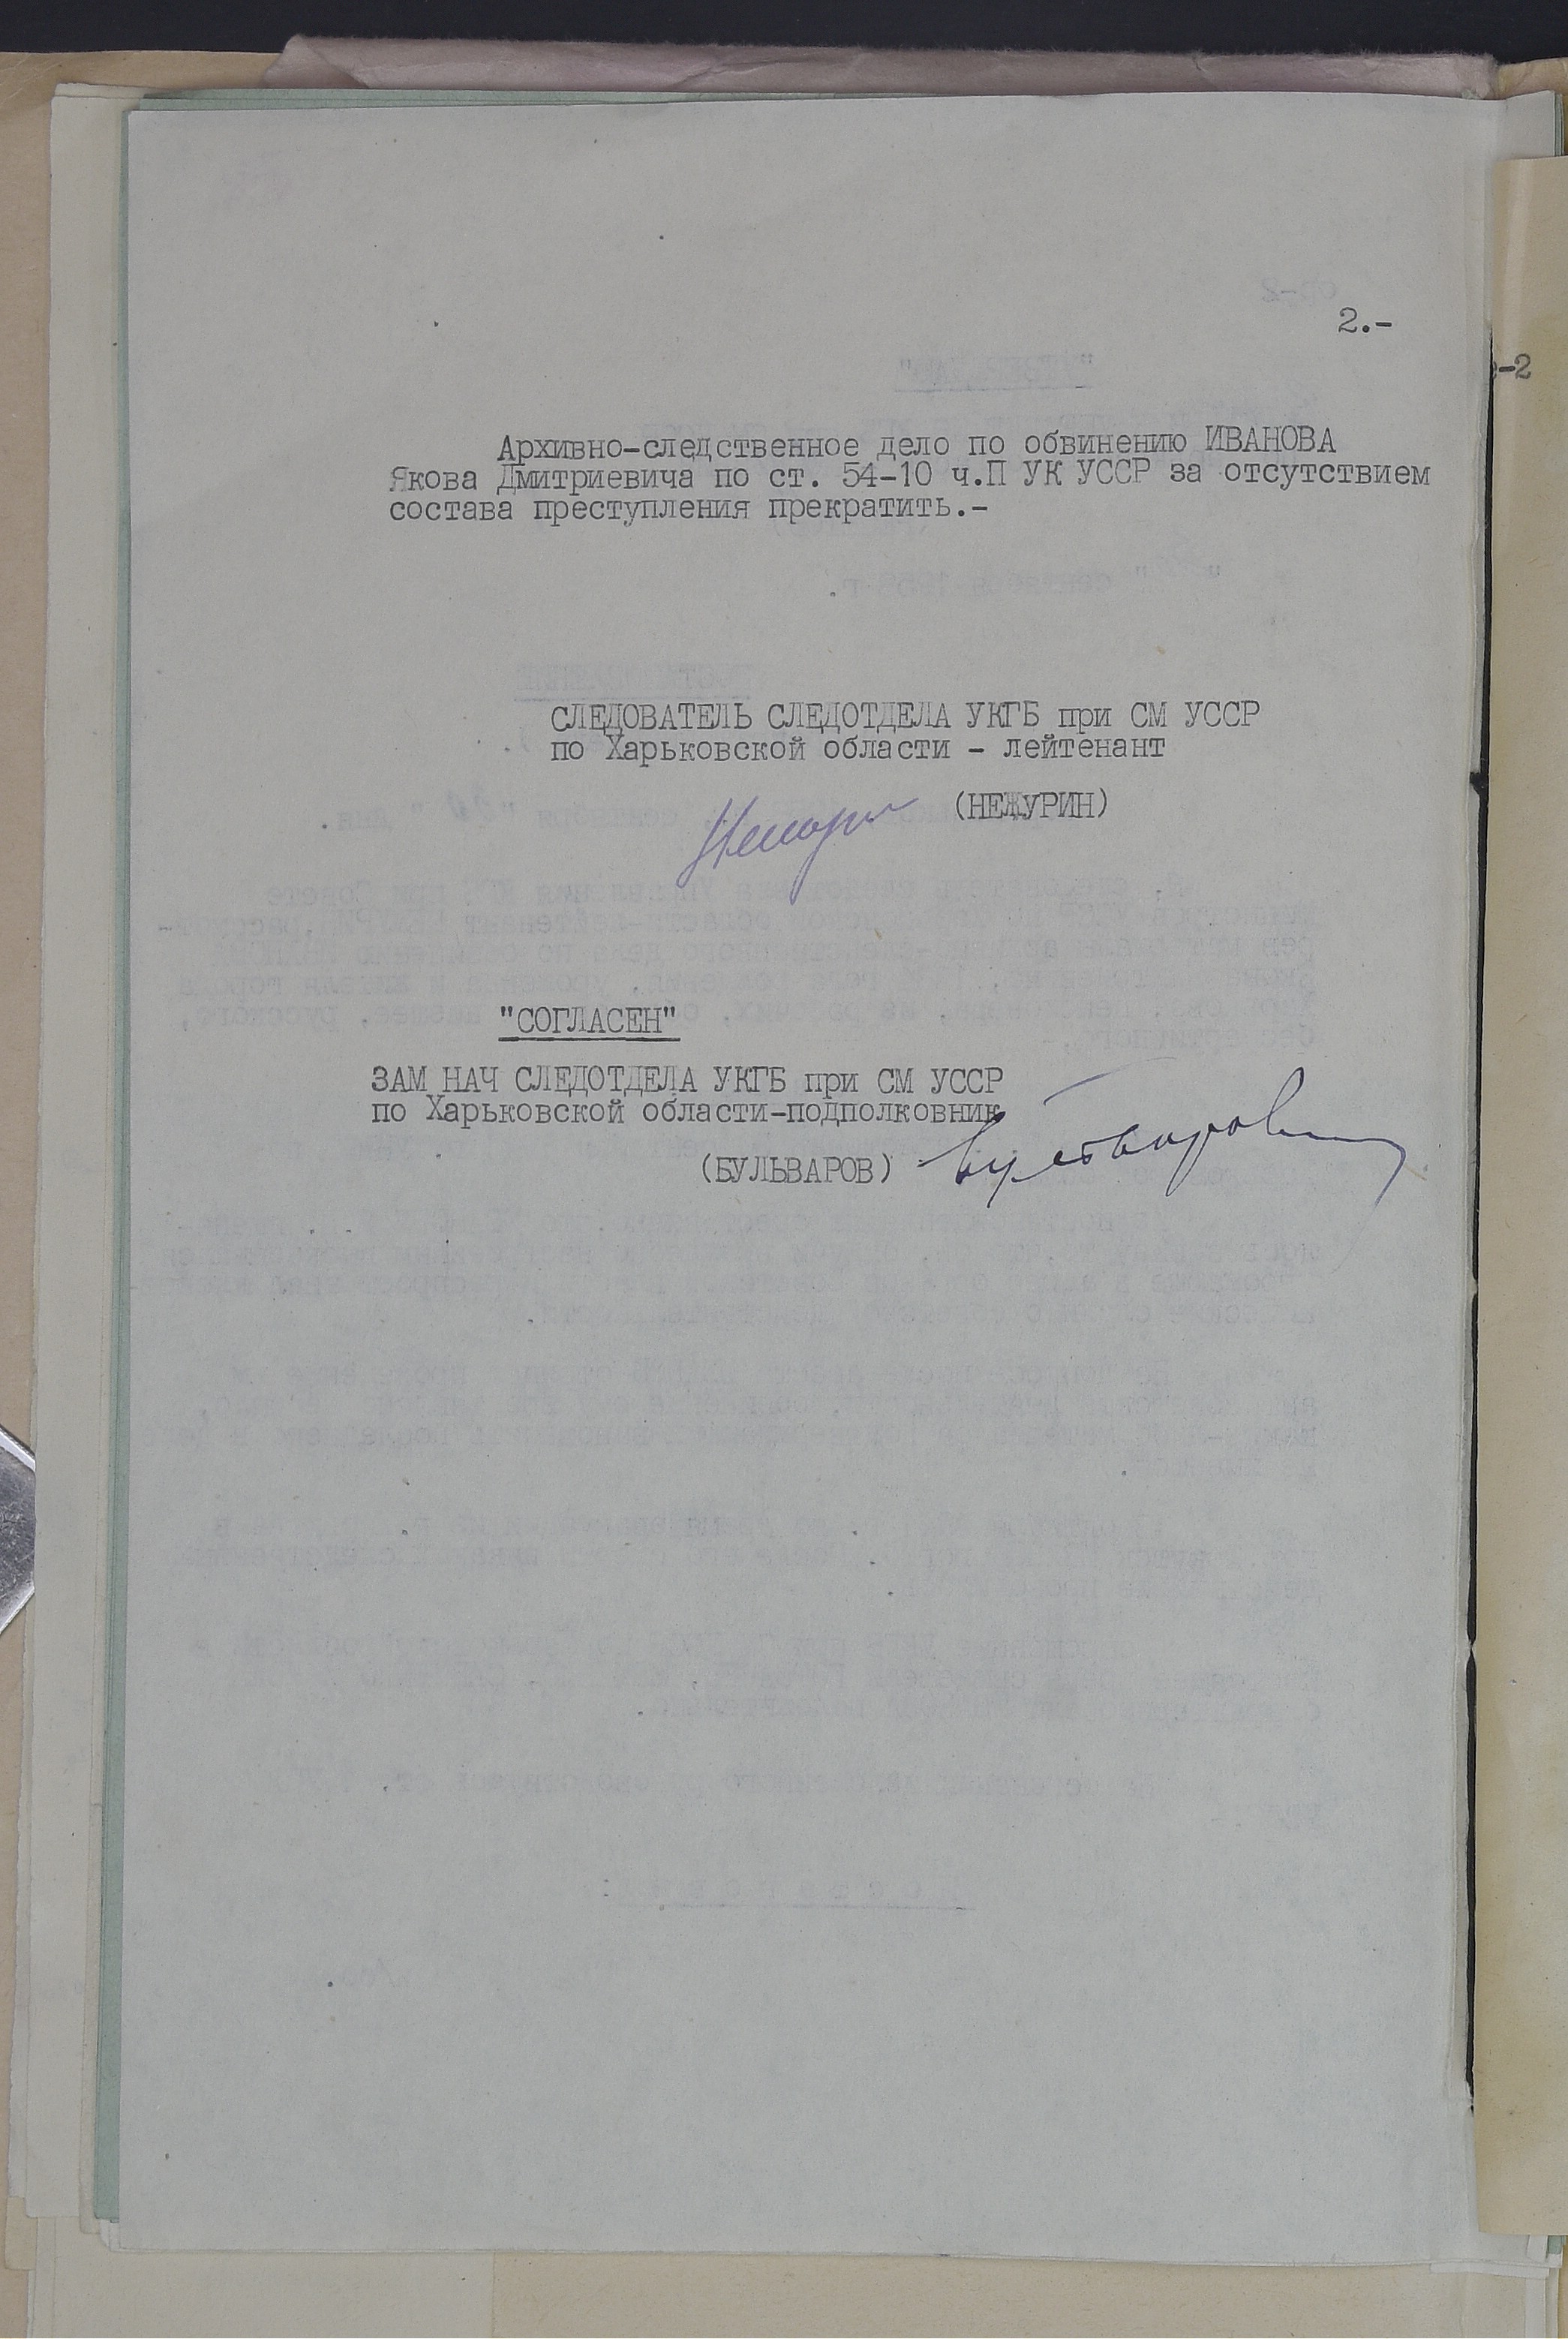 2.-
-2
Архивно-следственное дело по обвинению ИВАНОВА
Якова Дмитриевича по ст. 54-10 ч.П УК УССР за отсутствием
состава преступления прекратить.-
СЛЕДОВАТЕЛЬ СЛЕДОТДЕЛА УКГБ при СМ УССР
по Харьковской области - лейтенант
(НЕЖУРИН)
"СОГЛАСЕН"
ЗАМ НАЧ СЛЕДОТДЕЛА УКГБ при СМ УССР
по Харьковской области-подполковник
(БУЛЬВАРОВ)